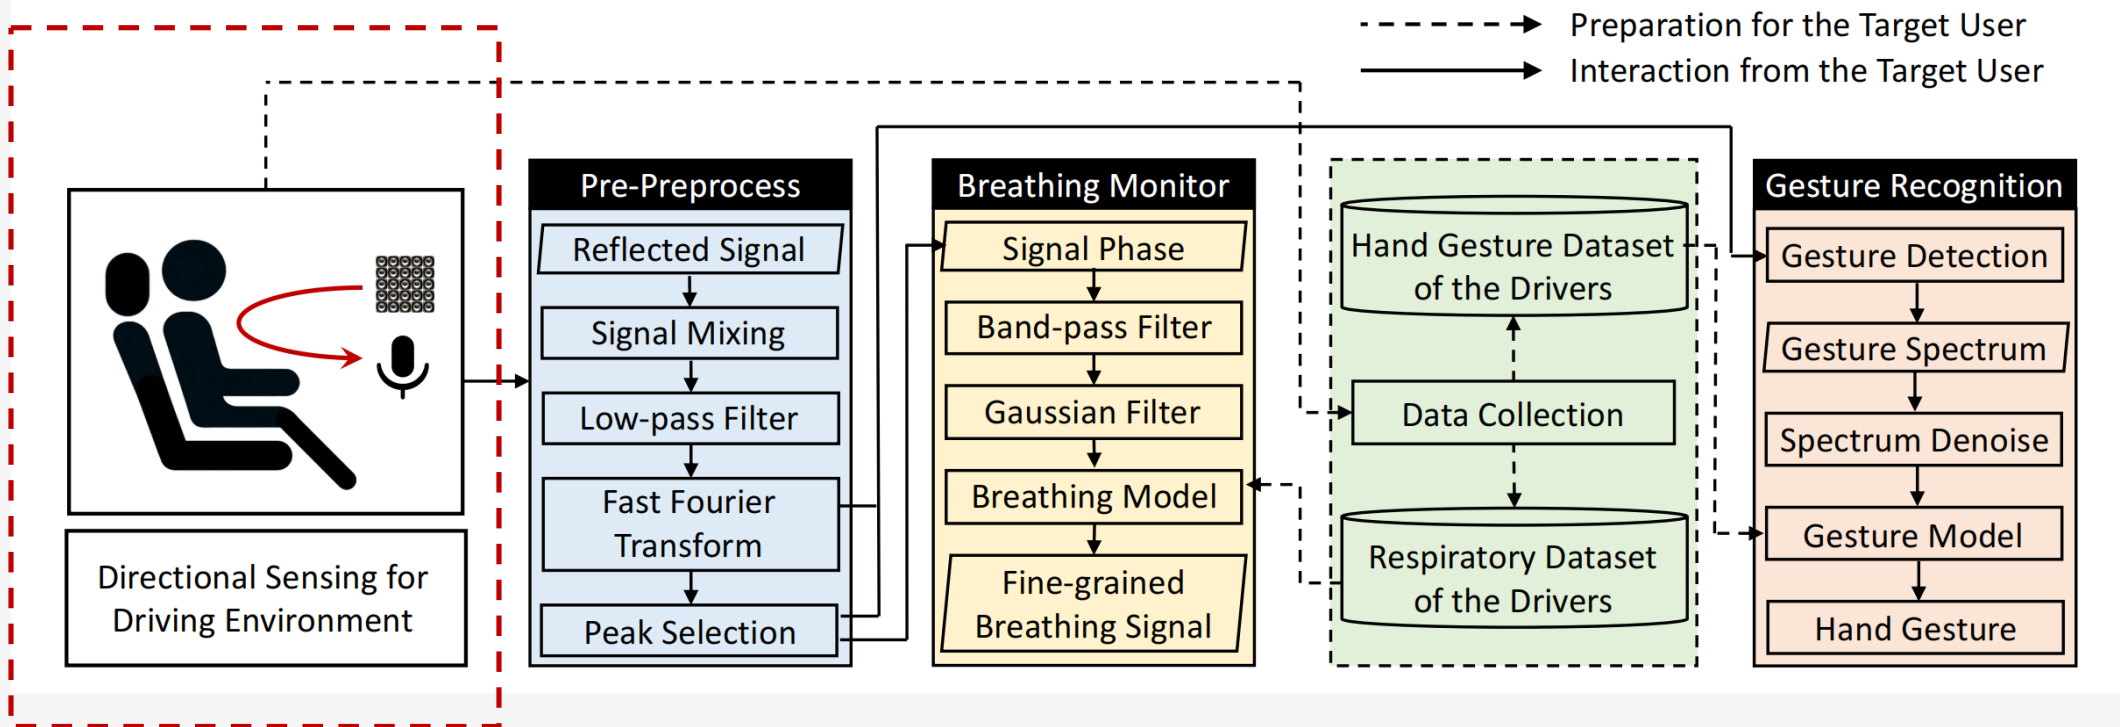 Preparation for the Target User
Interaction from the Target User
Directional Sensing for
Driving Environment
Pre-Preprocess
Reflected Signal
Signal Mixing
Low-pass Filter
Fast Fourier
Transform
Peak Selection
Breathing Monitor
Signal Phase
Band-pass Filter
Gaussian Filter
Breathing Model
Fine-grained
Breathing Signal
Hand Gesture Dataset
of the Drivers
Data Collection
Respiratory Dataset
of the Drivers
Gesture Recognition
Gesture Detection
Gesture Spectrum
Spectrum Denoise
Gesture Model
Hand Gesture